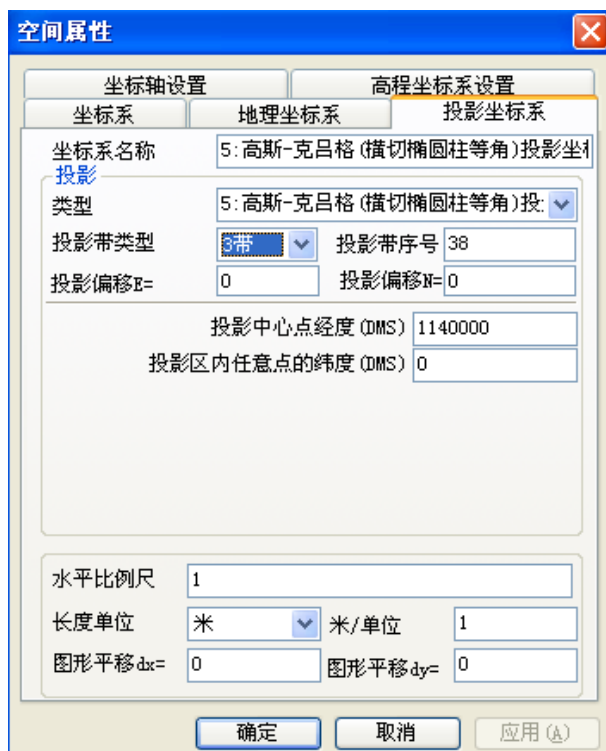 空间属性
坐标轴设置 高程坐标系设置
坐标系 地理坐标系 投影坐标系
坐标系名称 5:高斯-克吕格(横切椭圆柱等角)投影坐标
投影
类型 5:高斯-克吕格(横切椭圆柱等角)投
投影带类型 3带 投影带序号 38
投影偏移E= 0 投影偏移N= 0
投影中心点经度(DMS) 1140000
投影区内任意点的纬度(DMS) 0
水平比例尺 1
长度单位 米 米/单位 1
图形平移dx= 0 图形平移dy= 0
确定 取消 应用(A)